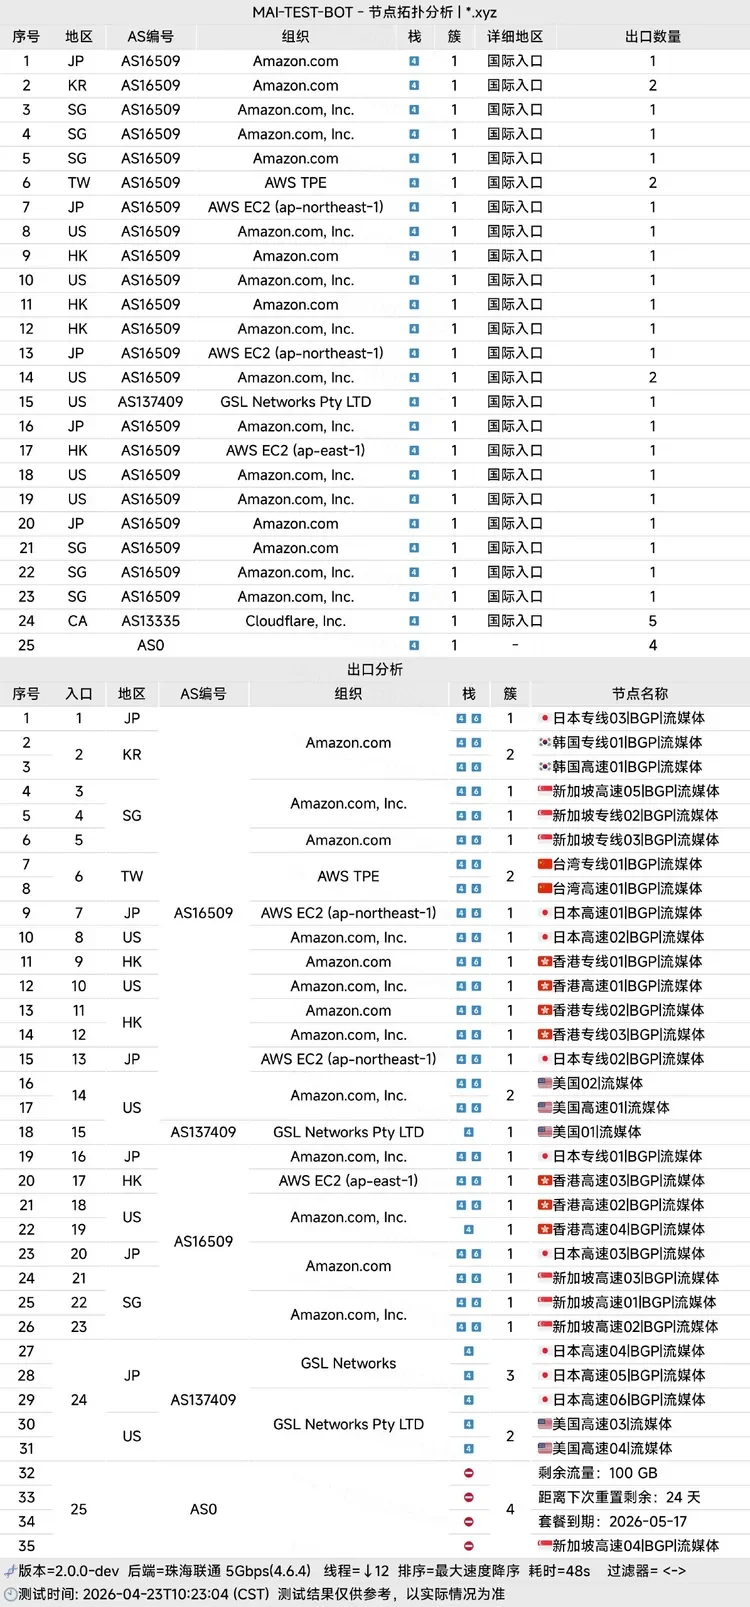 MAI-TEST-BOT - 节点拓扑分析 | *.xyz
序号 地区 AS编号 组织 栈 簇 详细地区 出口数量
1 JP AS16509 Amazon.com 4 1 国际入口 1
2 KR AS16509 Amazon.com 4 1 国际入口 2
3 SG AS16509 Amazon.com, Inc. 4 1 国际入口 1
4 SG AS16509 Amazon.com, Inc. 4 1 国际入口 1
5 SG AS16509 Amazon.com 4 1 国际入口 1
6 TW AS16509 AWS TPE 4 1 国际入口 2
7 JP AS16509 AWS EC2 (ap-northeast-1) 4 1 国际入口 1
8 US AS16509 Amazon.com, Inc. 4 1 国际入口 1
9 HK AS16509 Amazon.com 4 1 国际入口 1
10 US AS16509 Amazon.com, Inc. 4 1 国际入口 1
11 HK AS16509 Amazon.com 4 1 国际入口 1
12 HK AS16509 Amazon.com, Inc. 4 1 国际入口 1
13 JP AS16509 AWS EC2 (ap-northeast-1) 4 1 国际入口 1
14 US AS16509 Amazon.com, Inc. 4 1 国际入口 2
15 US AS137409 GSL Networks Pty LTD 4 1 国际入口 1
16 JP AS16509 Amazon.com, Inc. 4 1 国际入口 1
17 HK AS16509 AWS EC2 (ap-east-1) 4 1 国际入口 1
18 US AS16509 Amazon.com, Inc. 4 1 国际入口 1
19 US AS16509 Amazon.com, Inc. 4 1 国际入口 1
20 JP AS16509 Amazon.com 4 1 国际入口 1
21 SG AS16509 Amazon.com 4 1 国际入口 1
22 SG AS16509 Amazon.com, Inc. 4 1 国际入口 1
23 SG AS16509 Amazon.com, Inc. 4 1 国际入口 1
24 CA AS13335 Cloudflare, Inc. 4 1 国际入口 5
25 AS0 4 1 - 4
出口分析
序号 入口 地区 AS编号 组织 栈 簇 节点名称
1 1 JP AS16509 Amazon.com 4 6 1 日本专线03|BGP|流媒体
2 2 KR 4 6 2 韩国专线01|BGP|流媒体
3 4 6 韩国高速01|BGP|流媒体
4 3 SG Amazon.com, Inc. 4 6 1 新加坡高速05|BGP|流媒体
5 4 4 6 1 新加坡专线02|BGP|流媒体
6 5 Amazon.com 4 6 1 新加坡专线03|BGP|流媒体
7 6 TW AWS TPE 4 6 2 台湾专线01|BGP|流媒体
8 4 6 台湾高速01|BGP|流媒体
9 7 JP AWS EC2 (ap-northeast-1) 4 6 1 日本高速01|BGP|流媒体
10 8 US Amazon.com, Inc. 4 6 1 日本高速02|BGP|流媒体
11 9 HK Amazon.com 4 6 1 香港专线01|BGP|流媒体
12 10 US Amazon.com, Inc. 4 6 1 香港高速01|BGP|流媒体
13 11 HK Amazon.com 4 6 1 香港专线02|BGP|流媒体
14 12 Amazon.com, Inc. 4 6 1 香港专线03|BGP|流媒体
15 13 JP AWS EC2 (ap-northeast-1) 4 6 1 日本专线02|BGP|流媒体
16 14 US Amazon.com, Inc. 4 6 2 美国02|流媒体
17 4 6 美国高速01|流媒体
18 15 AS137409 GSL Networks Pty LTD 4 1 美国01|流媒体
19 16 JP AS16509 Amazon.com, Inc. 4 6 1 日本专线01|BGP|流媒体
20 17 HK AWS EC2 (ap-east-1) 4 6 1 香港高速03|BGP|流媒体
21 18 US Amazon.com, Inc. 4 6 1 香港高速02|BGP|流媒体
22 19 4 1 香港高速04|BGP|流媒体
23 20 JP Amazon.com 4 6 1 日本高速03|BGP|流媒体
24 21 SG 4 6 1 新加坡高速03|BGP|流媒体
25 22 Amazon.com, Inc. 4 6 1 新加坡高速01|BGP|流媒体
26 23 4 6 1 新加坡高速02|BGP|流媒体
27 24 JP AS137409 GSL Networks 4 3 日本高速04|BGP|流媒体
28 4 日本高速05|BGP|流媒体
29 GSL Networks Pty LTD 4 日本高速06|BGP|流媒体
30 US 4 2 美国高速03|流媒体
31 4 美国高速04|流媒体
32 25 AS0 4 剩余流量：100 GB
33 距离下次重置剩余：24 天
34 套餐到期：2026-05-17
35 新加坡高速04|BGP|流媒体
版本=2.0.0-dev 后端=珠海联通 5Gbps(4.6.4) 线程=↓12 排序=最大速度降序 耗时=48s 过滤器= <->
测试时间: 2026-04-23T10:23:04 (CST) 测试结果仅供参考，以实际情况为准